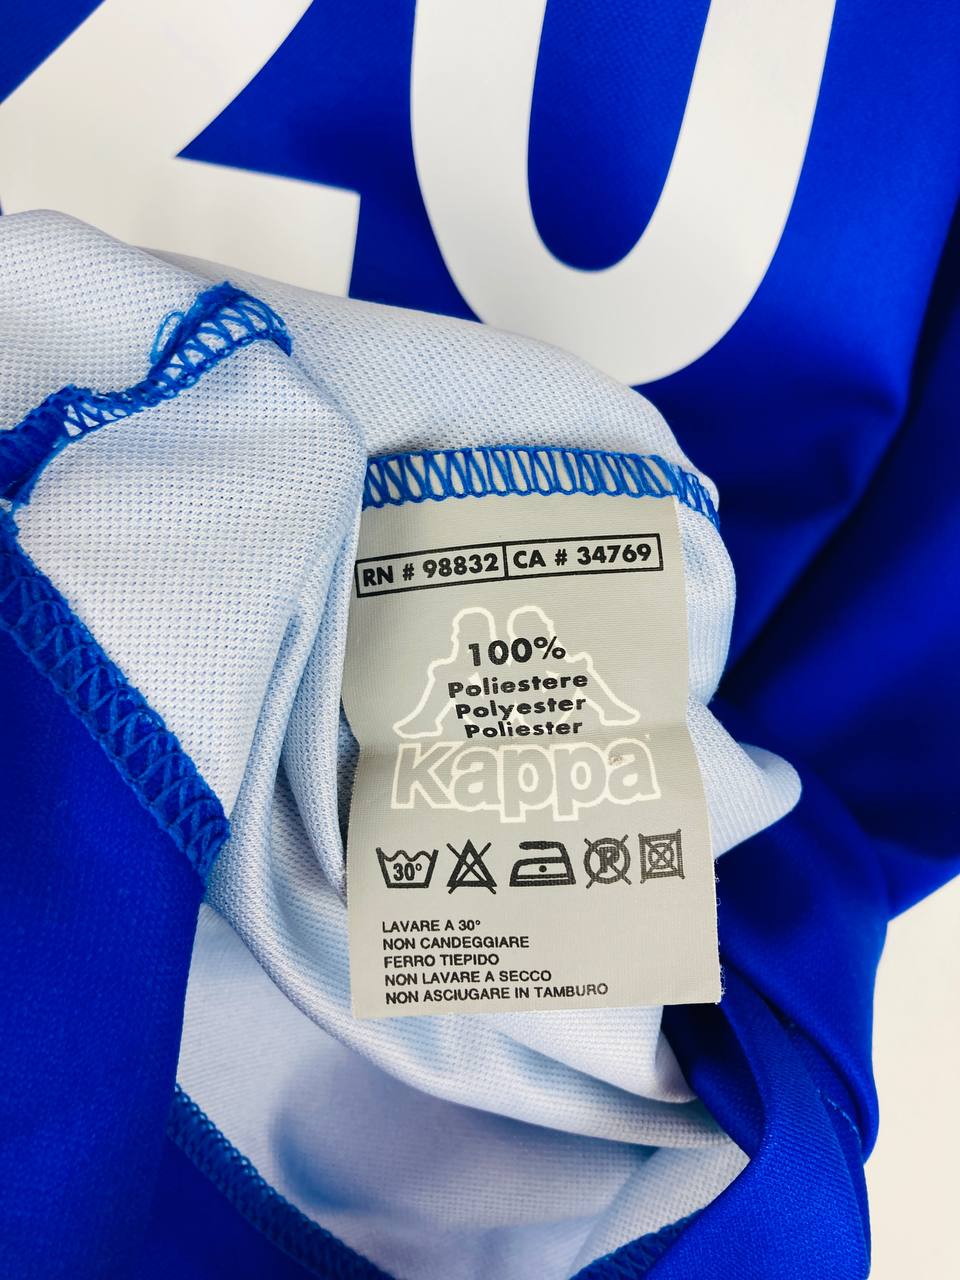 20
RN # 98832 CA # 34769
100%
Poliestere
Polyester
Poliester
Kappa
30°
P
LAVARE A 30°
NON CANDEGGIARE
FERRO TIEPIDO
NON LAVARE A SECCO
NON ASCIUGARE IN TAMBURO